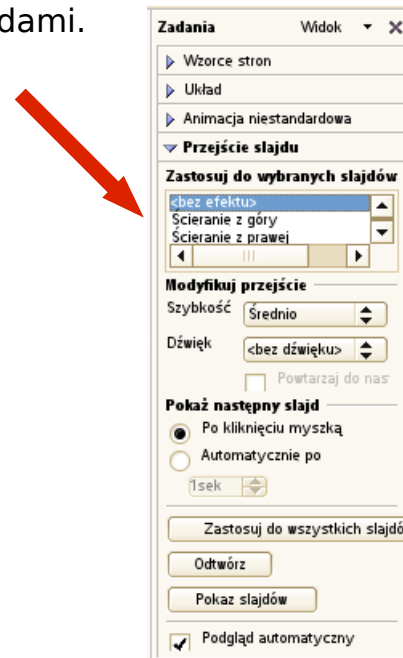 dami.
Zadania Widok
Wzorce stron
Układ
Animacja niestandardowa
Przejście slajdu
Zastosuj do wybranych slajdów
<bez efektu>
Ścieranie z góry
Ścieranie z prawej
Modyfikuj przejście
Szybkość Średnio
Dźwięk <bez dźwięku>
Powtarzaj do nas
Pokaż następny slajd
Po kliknięciu myszką
Automatycznie po
1sek
Zastosuj do wszystkich slajdó
Odtwórz
Pokaz slajdów
Podgląd automatyczny